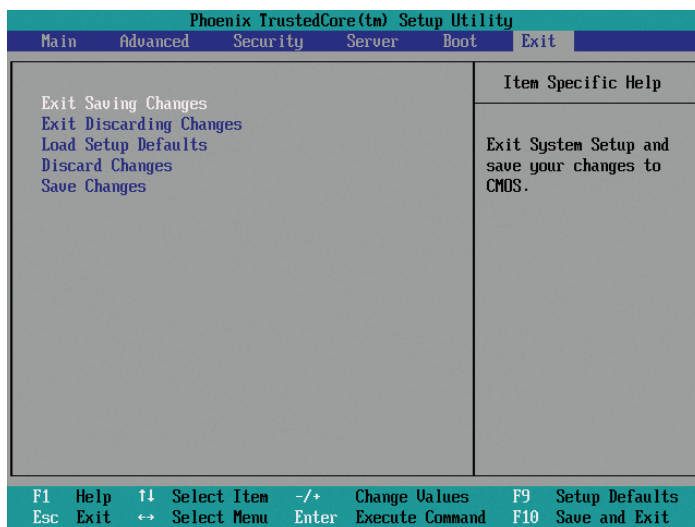 Phoenix TrustedCore(tm) Setup Utility
Main Advanced Security Server Boot Exit
Item Specific Help
Exit Saving Changes
Exit Discarding Changes
Load Setup Defaults
Discard Changes
Save Changes
Exit System Setup and
save your changes to
CMOS.
F1 Help ↑↓ Select Item -/+ Change Values F9 Setup Defaults
Esc Exit ↔ Select Menu Enter Execute Command F10 Save and Exit